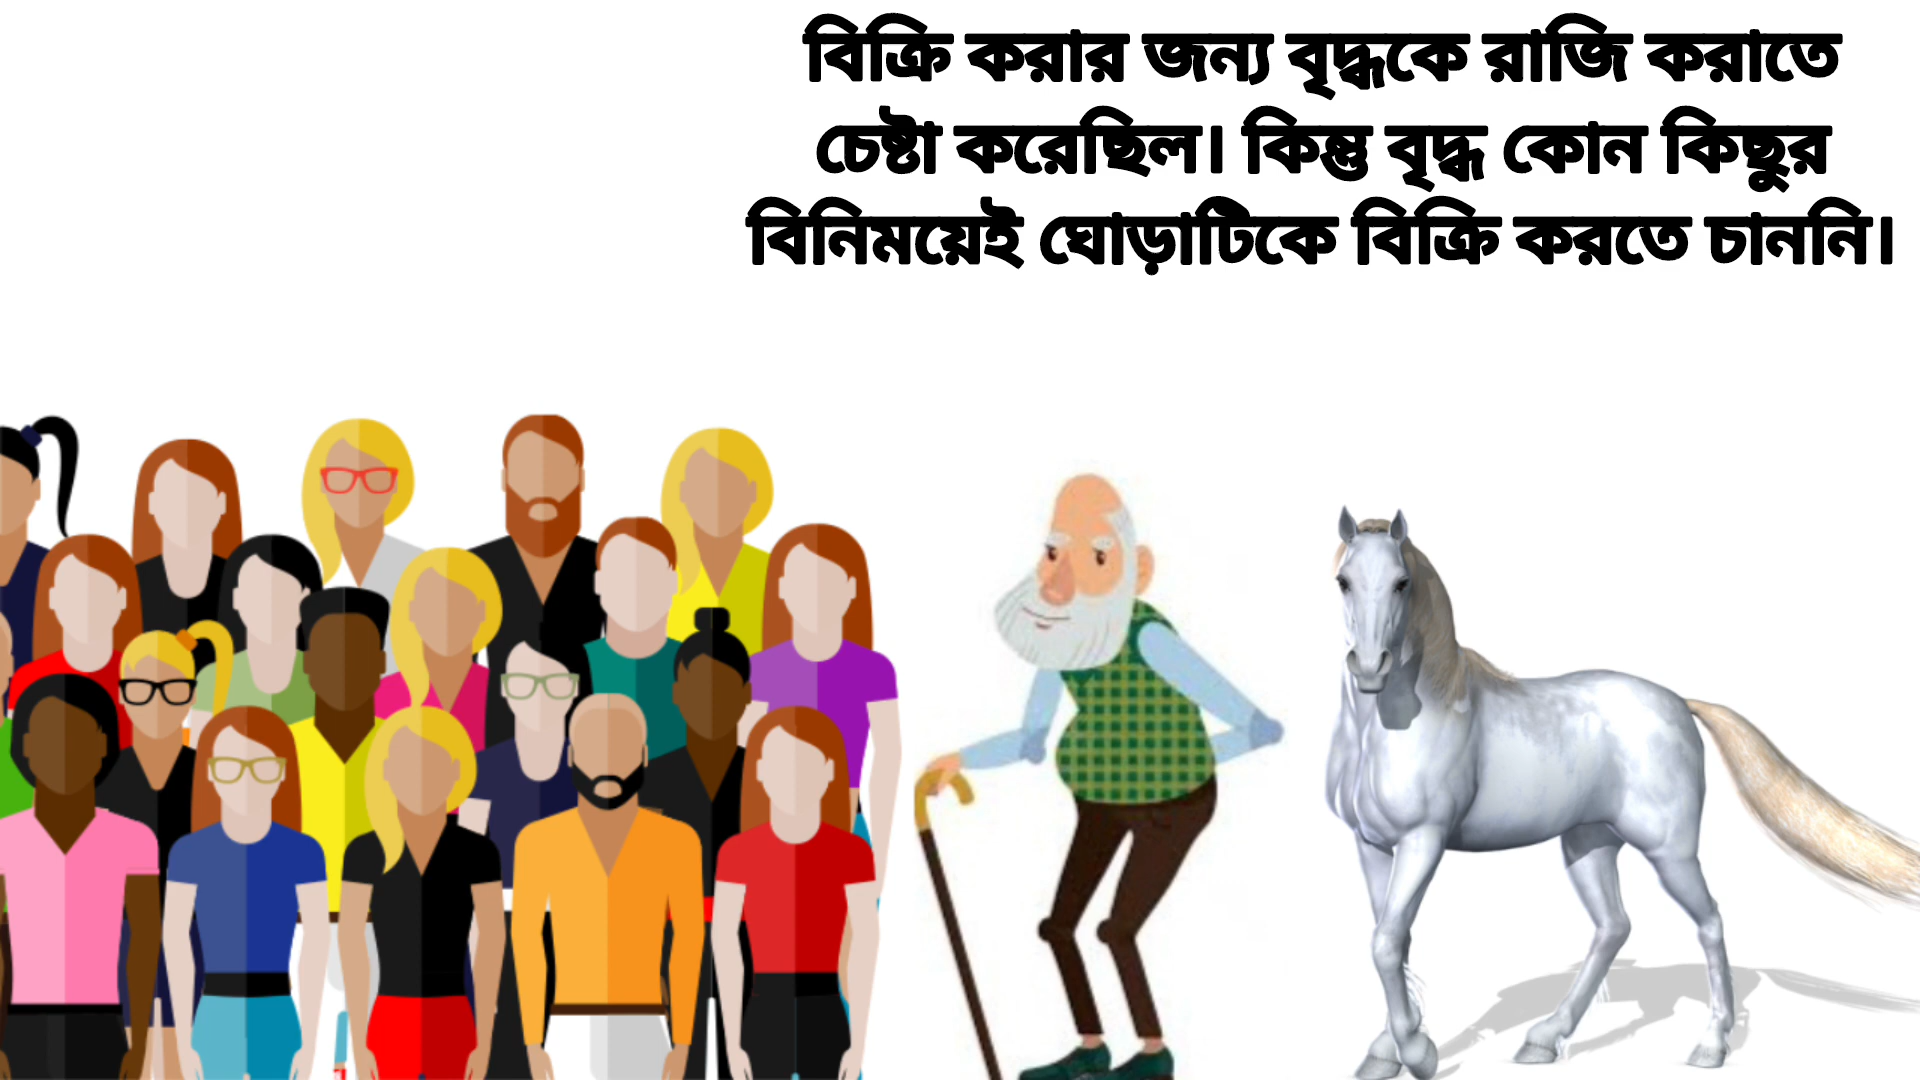 বিক্রি করার জন্য বৃদ্ধকে রাজি করাতে
চেষ্টা করেছিল। কিন্তু বৃদ্ধ কোন কিছুর
বিনিময়েই ঘোড়াটিকে বিক্রি করতে চাননি।